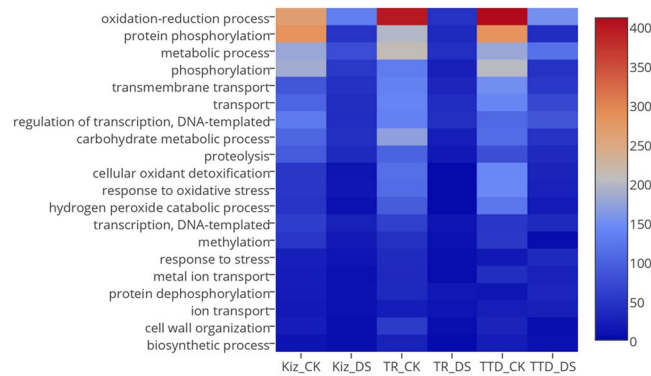 oxidation-reduction process
protein phosphorylation
metabolic process
phosphorylation
transmembrane transport
transport
regulation of transcription, DNA-templated
carbohydrate metabolic process
proteolysis
cellular oxidant detoxification
response to oxidative stress
hydrogen peroxide catabolic process
transcription, DNA-templated
methylation
response to stress
metal ion transport
protein dephosphorylation
ion transport
cell wall organization
biosynthetic process
Kiz_CK Kiz_DS TR_CK TR_DS TTD_CK TTD_DS
400
350
300
250
200
150
100
50
0